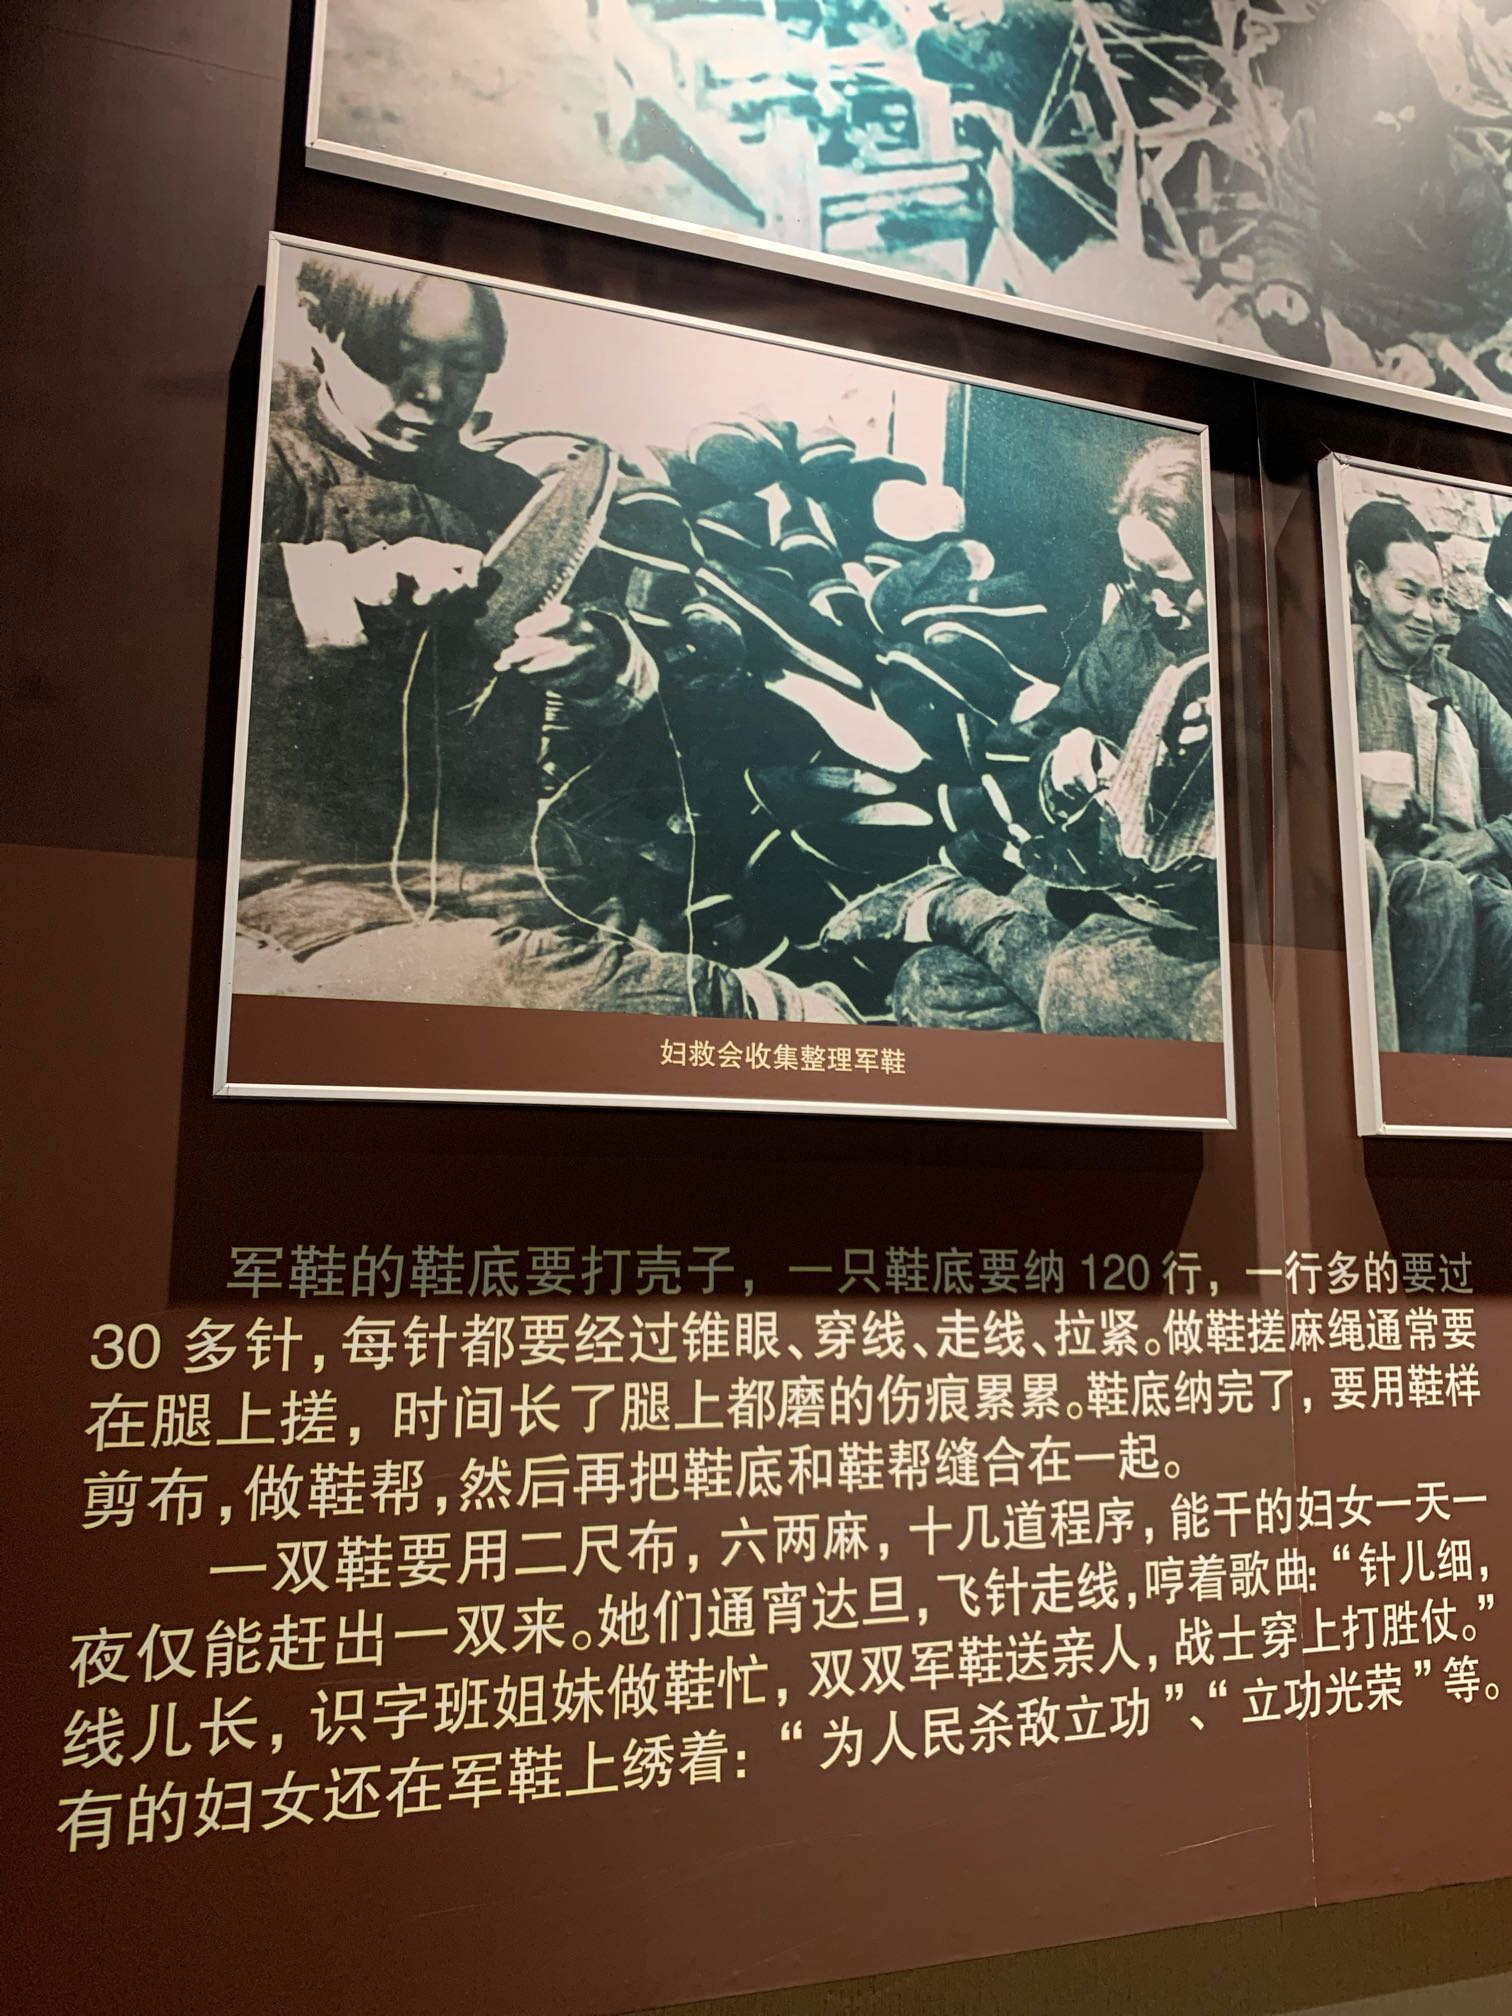 妇救会收集整理军鞋
军鞋的鞋底要打壳子，一只鞋底要纳120行，一行多的要过
30多针，每针都要经过锥眼、穿线、走线、拉紧。做鞋搓麻绳通常要
在腿上搓，时间长了腿上都磨的伤痕累累。鞋底纳完了，要用鞋样
剪布，做鞋帮，然后再把鞋底和鞋帮缝合在一起。
一双鞋要用二尺布，六两麻，十几道程序，能干的妇女一天一
夜仅能赶出一双来。她们通宵达旦，飞针走线，哼着歌曲：“针儿细，
线儿长，识字班姐妹做鞋忙，双双军鞋送亲人，战士穿上打胜仗。”
有的妇女还在军鞋上绣着：“为人民杀敌立功”、“立功光荣”等。